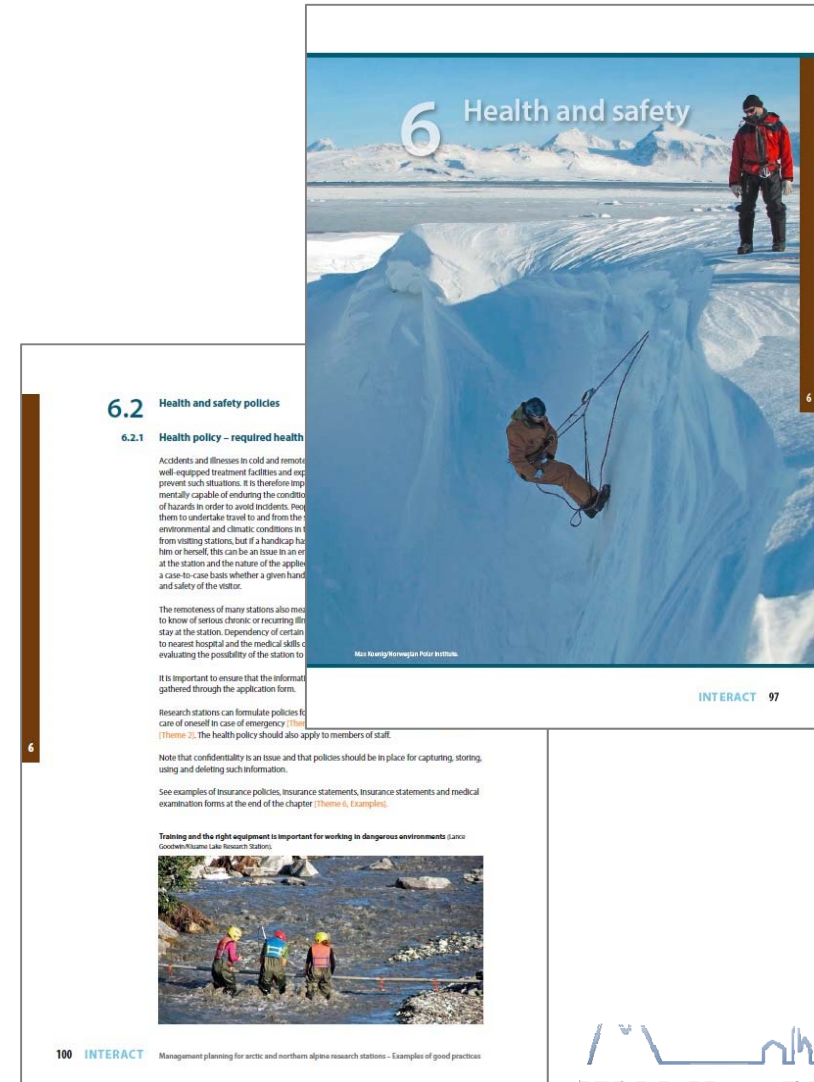 6 Health and safety
6
Max Koenig/Norwegian Polar Institute.
INTERACT 97
6.2 Health and safety policies
6.2.1 Health policy – required health
Accidents and illnesses in cold and remote
well-equipped treatment facilities and exp
prevent such situations. It is therefore imp
mentally capable of enduring the conditio
of hazards in order to avoid incidents. Peop
them to undertake travel to and from the s
environmental and climatic conditions in t
from visiting stations, but if a handicap ha
him or herself, this can be an issue in an en
at the station and the nature of the applie
a case-to-case basis whether a given hand
and safety of the visitor.
The remoteness of many stations also mea
to know of serious chronic or recurring illn
stay at the station. Dependency of certain
to nearest hospital and the medical skills o
evaluating the possibility of the station to
It is important to ensure that the informati
gathered through the application form.
Research stations can formulate policies fo
care of oneself in case of emergency [Them
[Theme 2]. The health policy should also apply to members of staff.
Note that confidentiality is an issue and that policies should be in place for capturing, storing,
using and deleting such information.
See examples of insurance policies, insurance statements, insurance statements and medical
examination forms at the end of the chapter [Theme 6, Examples].
Training and the right equipment is important for working in dangerous environments (Lance
Goodwin/Kluane Lake Research Station).
6
100 INTERACT Management planning for arctic and northern alpine research stations – Examples of good practices